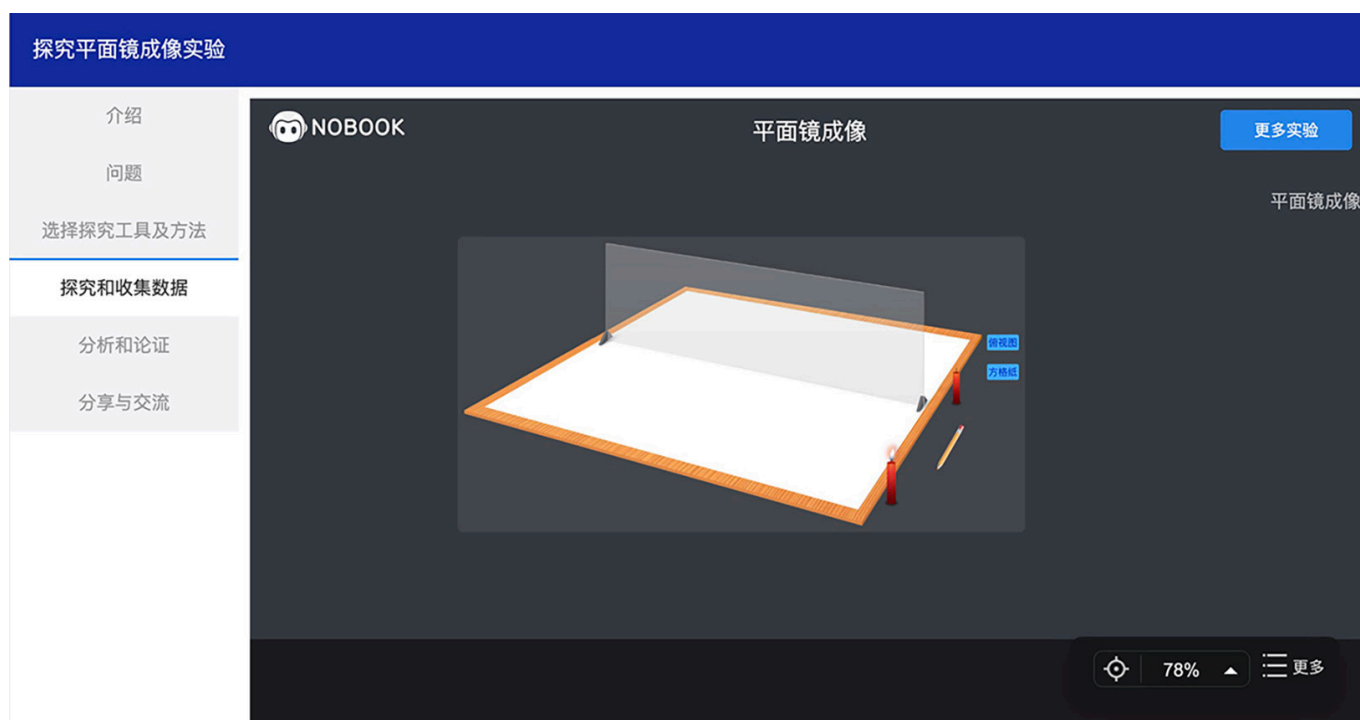 探究平面镜成像实验
介绍
问题
选择探究工具及方法
探究和收集数据
分析和论证
分享与交流
NOBOOK
平面镜成像
更多实验
平面镜成像
俯视图
方格纸
78%
更多